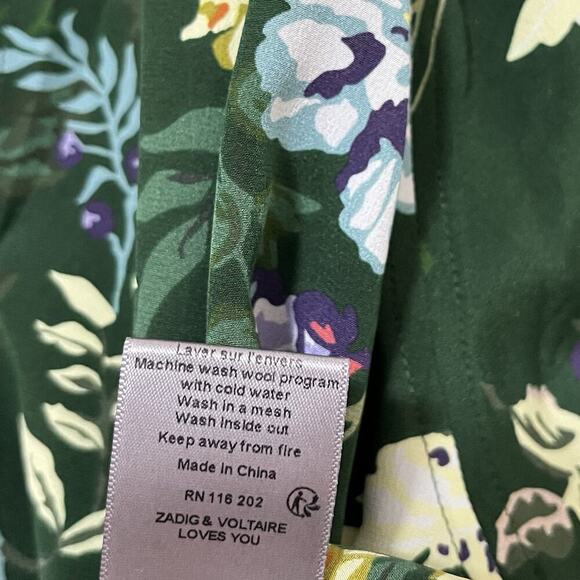 Laver sur l'envers
Machine wash wool program
with cold water
Wash in a mesh
Wash inside out
Keep away from fire
Made in China
RN 116 202
ZADIG & VOLTAIRE
LOVES YOU